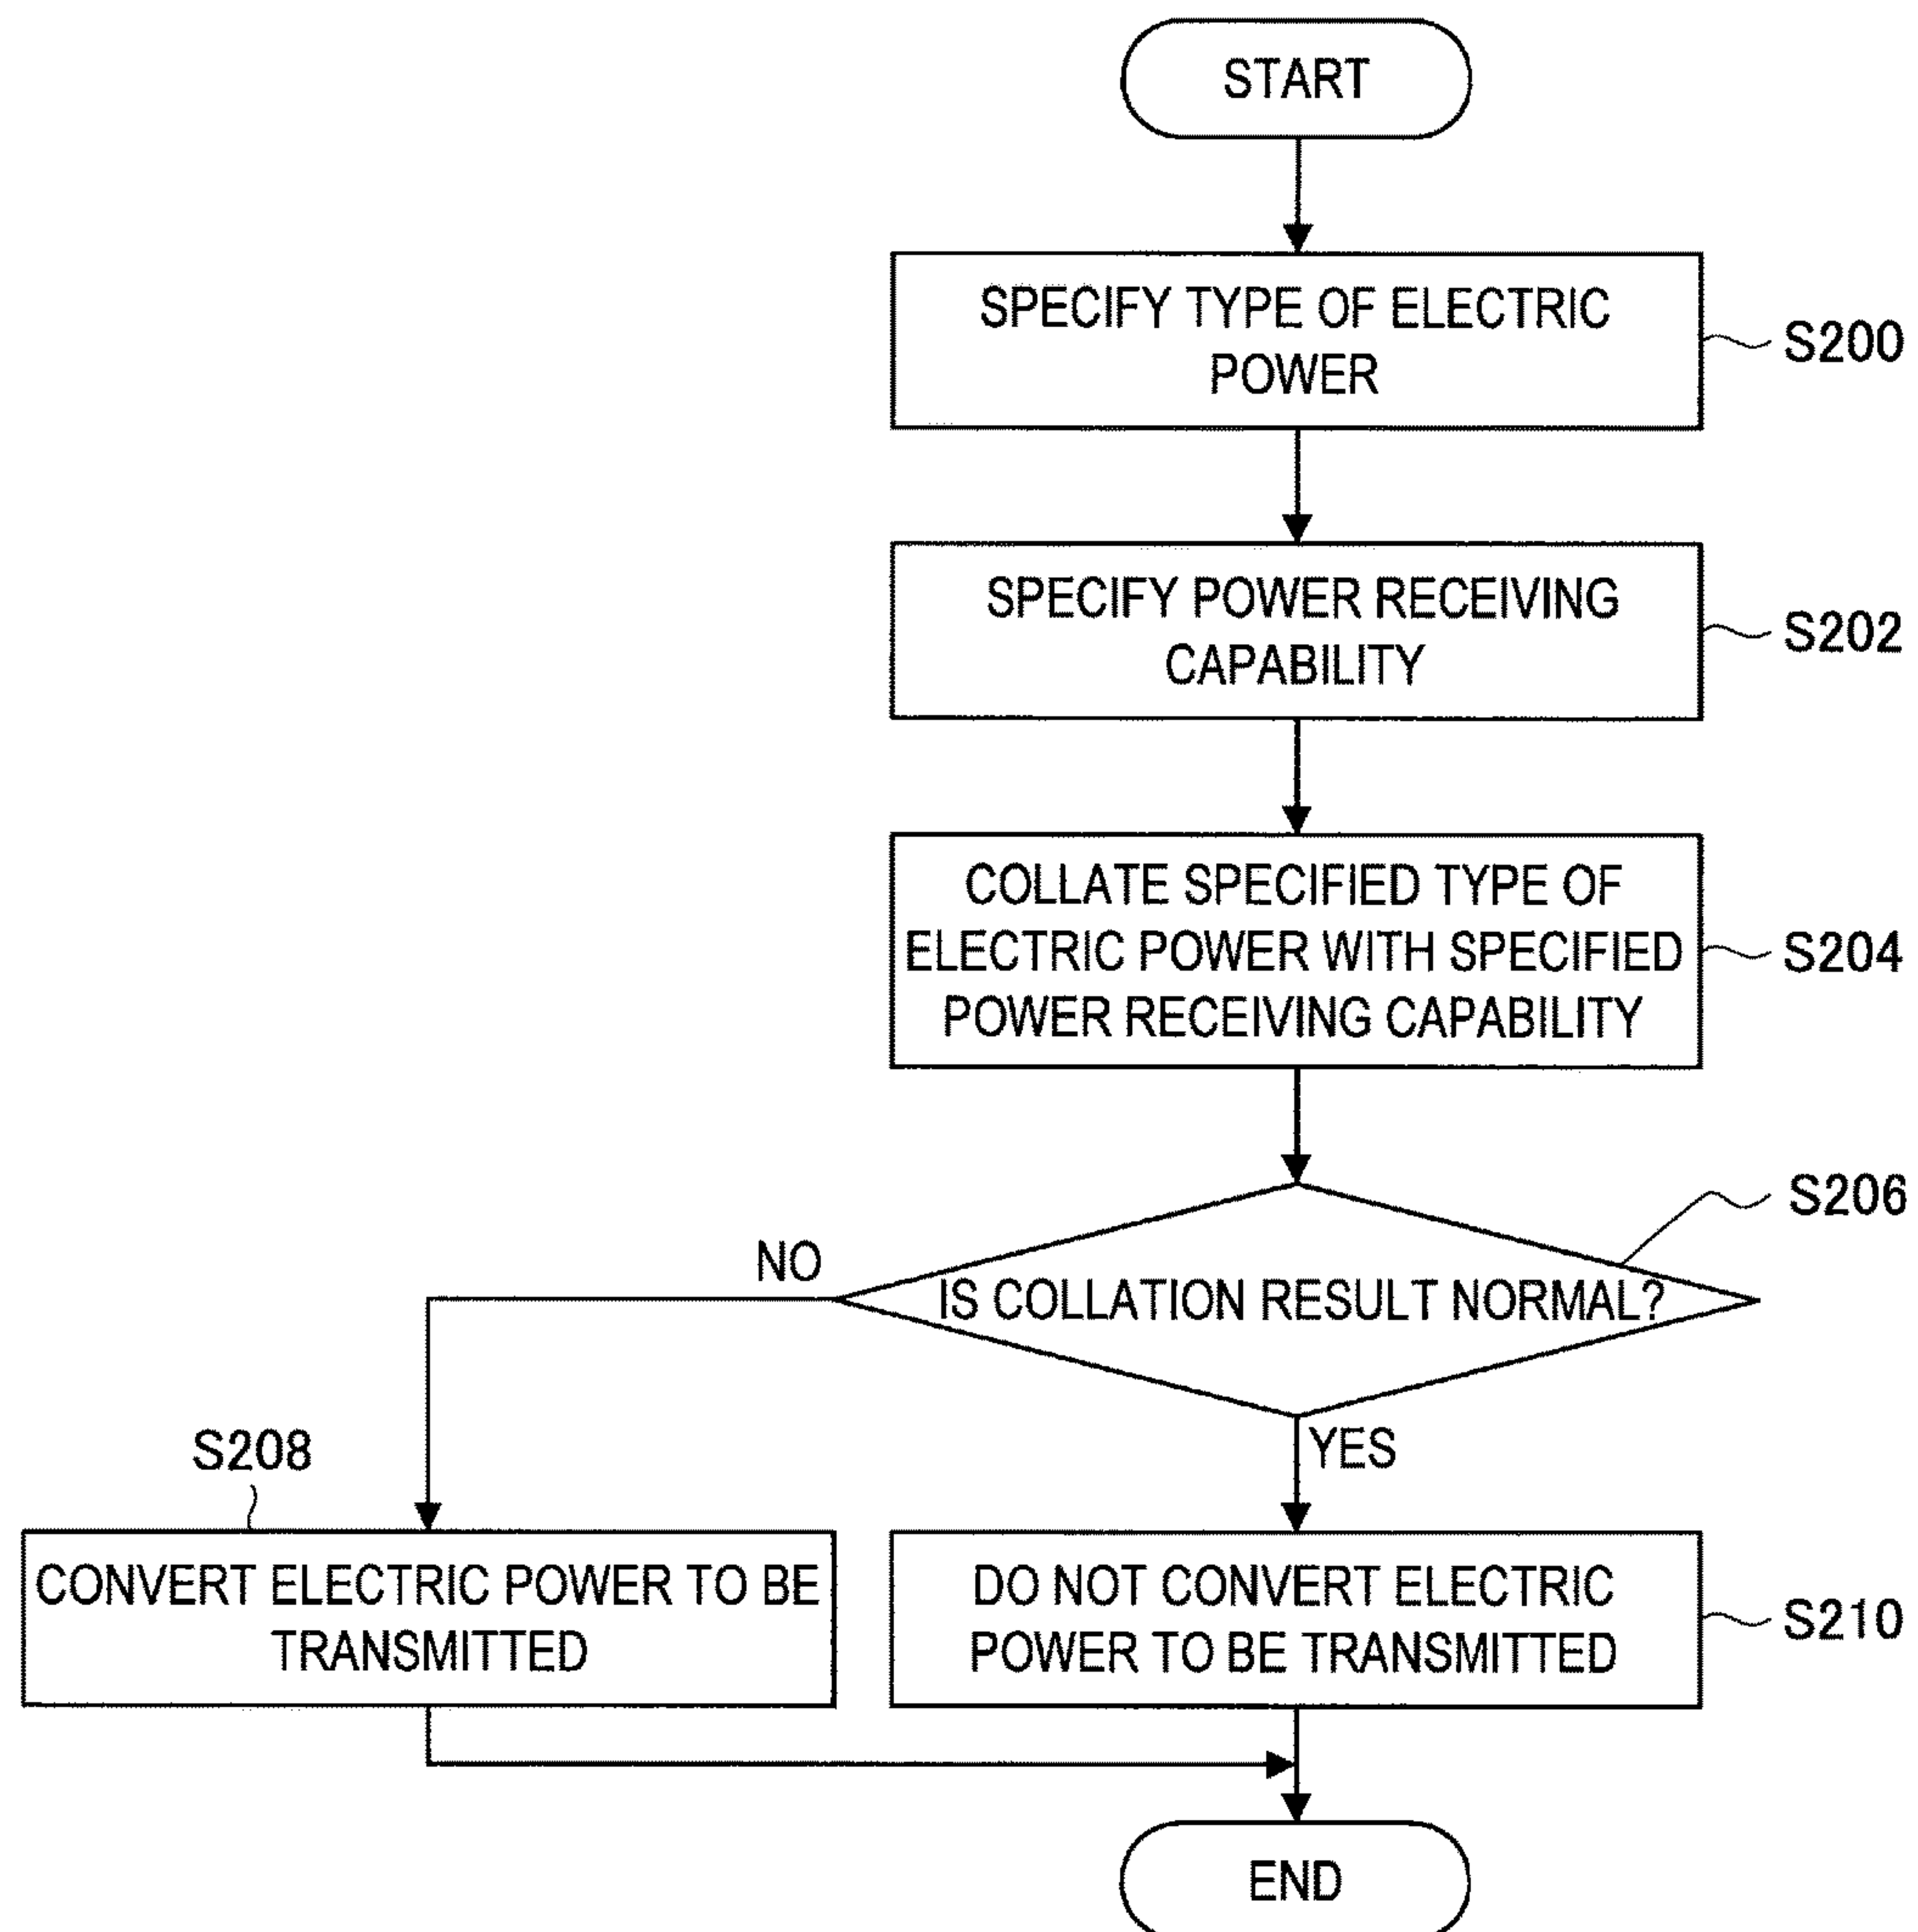 START
SPECIFY TYPE OF ELECTRIC
POWER
S200
SPECIFY POWER RECEIVING
CAPABILITY
S202
COLLATE SPECIFIED TYPE OF
ELECTRIC POWER WITH SPECIFIED
POWER RECEIVING CAPABILITY
S204
S206
NO
IS COLLATION RESULT NORMAL?
YES
S208
CONVERT ELECTRIC POWER TO BE
TRANSMITTED
DO NOT CONVERT ELECTRIC
POWER TO BE TRANSMITTED
S210
END